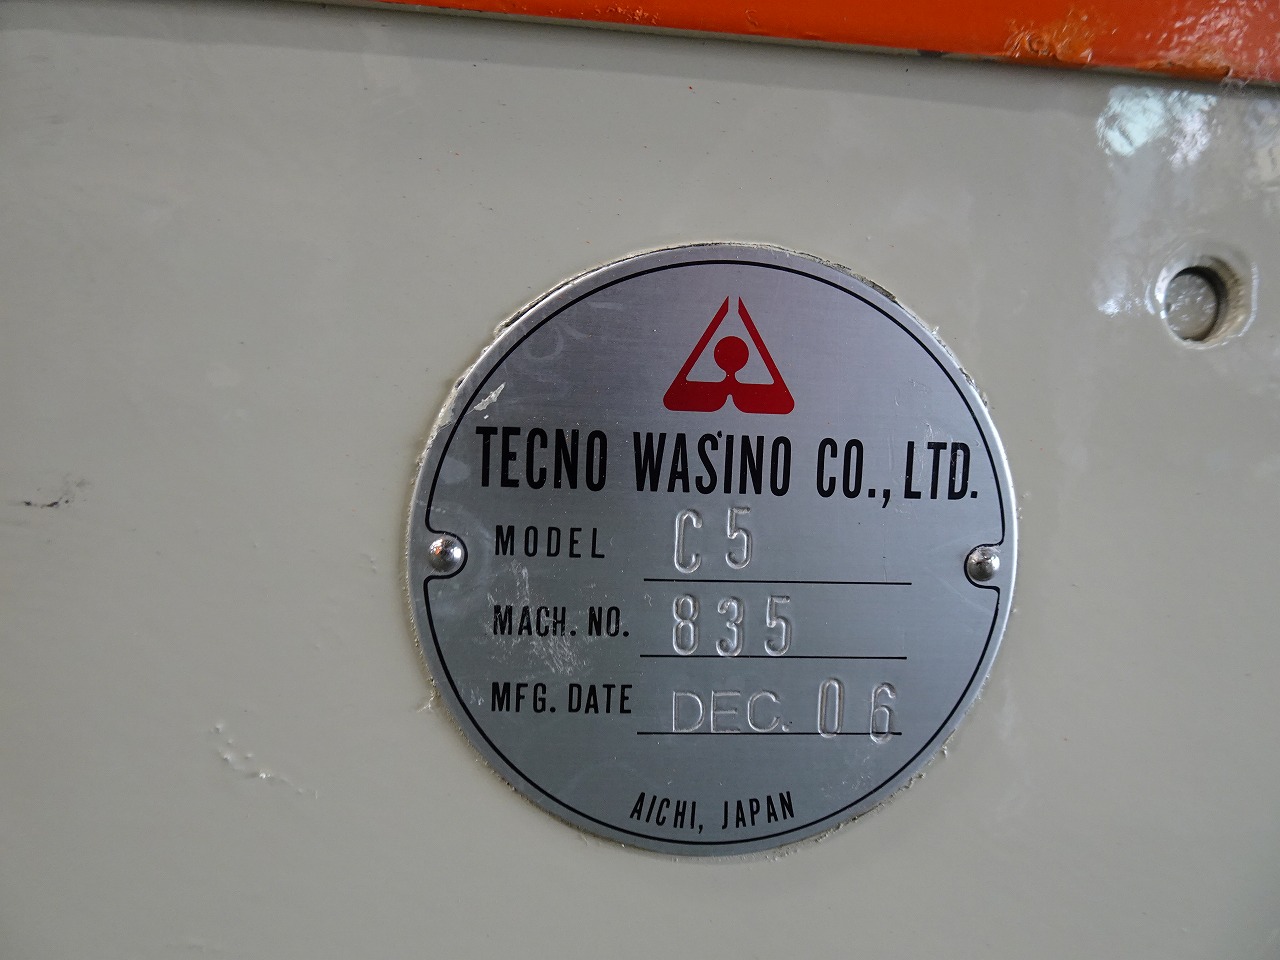 TECNO WASINO CO., LTD.
MODEL C5
MACH. NO. 835
MFG. DATE DEC. 06
AICHI, JAPAN